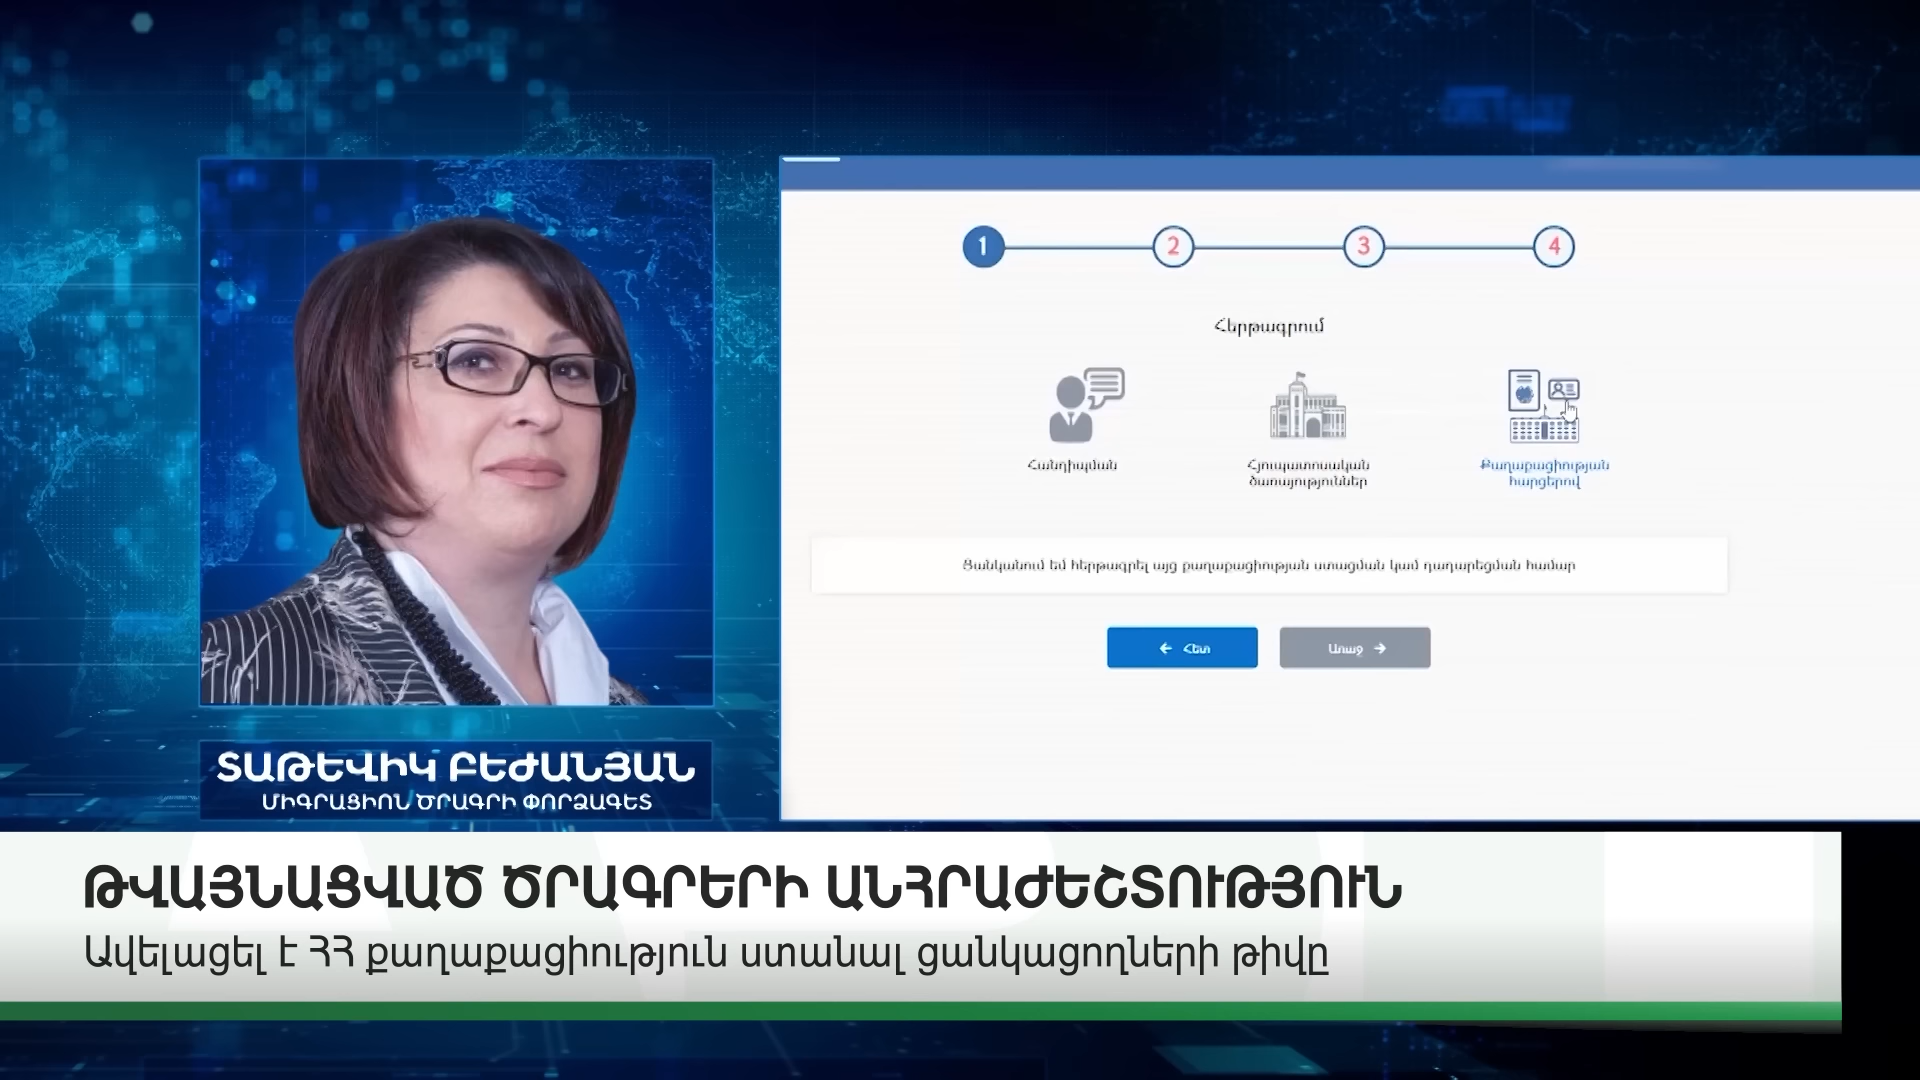 1 2 3 4
Հերթագրում
Հանդիպման
Հյուպատոսական
ծառայություններ
Քաղաքացիության
հարցերով
Ցանկանում եմ հերթագրել այց քաղաքացիության ստացման կամ դադարեցման համար
← Հետ
Առաջ →
ՏԱԹԵՎԻԿ ԲԵԺԱՆՅԱՆ
ՄԻԳՐԱՑԻՈՆ ԾՐԱԳՐԻ ՓՈՐՁԱԳԵՏ
ԹՎԱՅՆԱՑՎԱԾ ԾՐԱԳՐԵՐԻ ԱՆՀՐԱԺԵՇՏՈՒԹՅՈՒՆ
Ավելացել է ՀՀ քաղաքացիություն ստանալ ցանկացողների թիվը